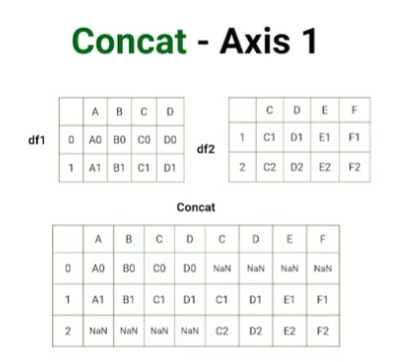 Concat - Axis 1
A B C D
df1 0 A0 B0 C0 D0
1 A1 B1 C1 D1
C D E F
df2 1 C1 D1 E1 F1
2 C2 D2 E2 F2
Concat
A B C D C D E F
0 A0 B0 C0 D0 NaN NaN NaN NaN
1 A1 B1 C1 D1 C1 D1 E1 F1
2 NaN NaN NaN NaN C2 D2 E2 F2